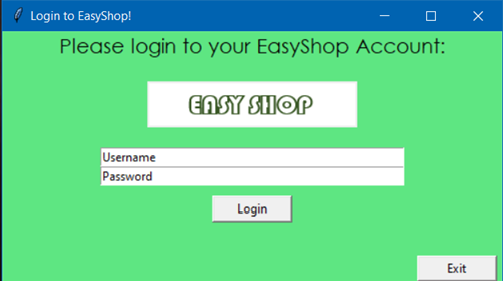 Login to EasyShop!
Please login to your EasyShop Account:
EASY SHOP
Username
Password
Login
Exit